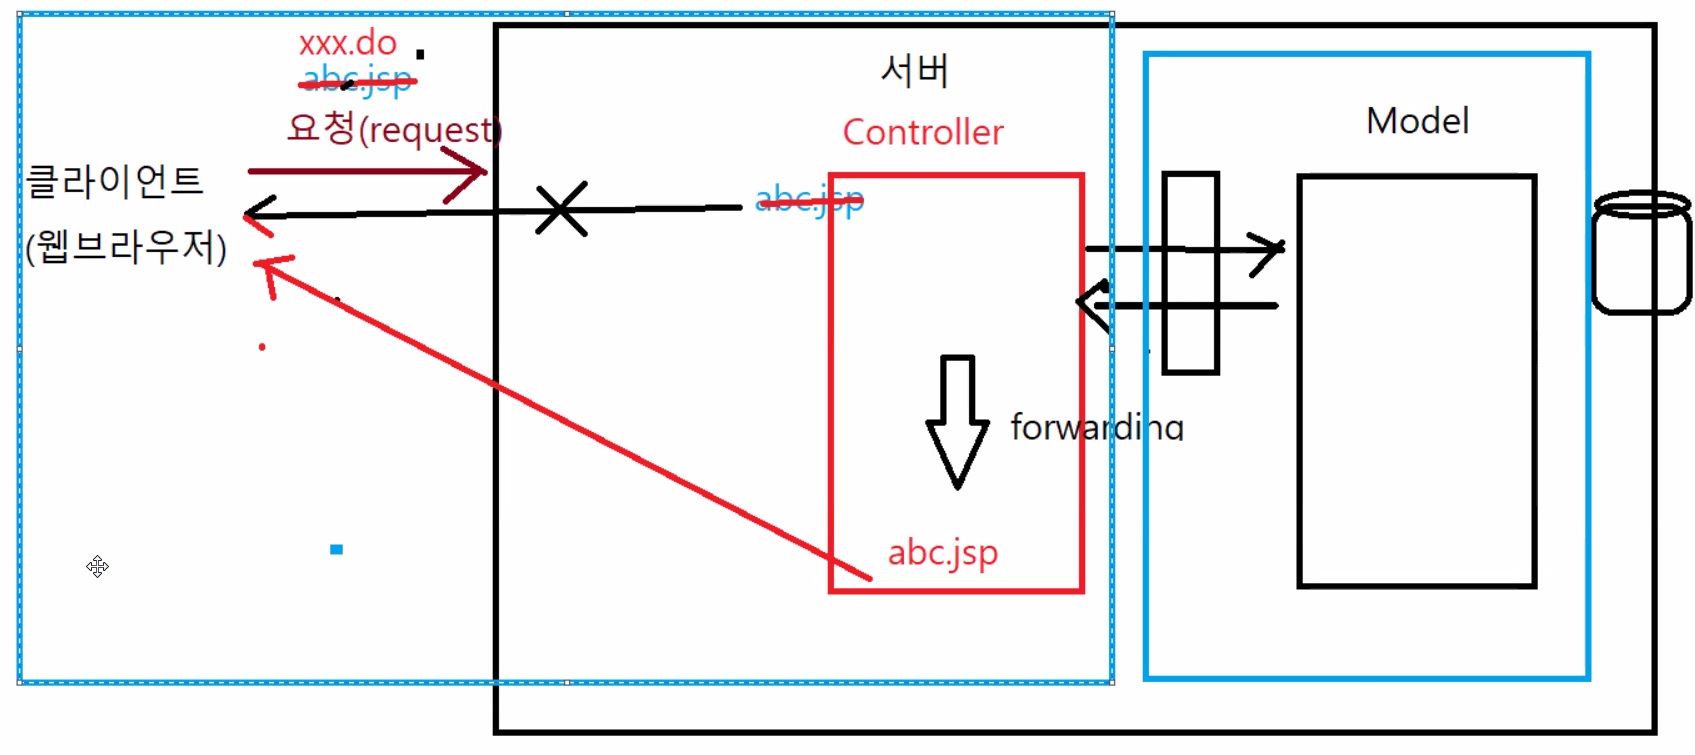 xxx.do
abc.jsp
요청(request)
클라이언트
(웹브라우저)
서버
Controller
abc.jsp
forwarding
abc.jsp
Model